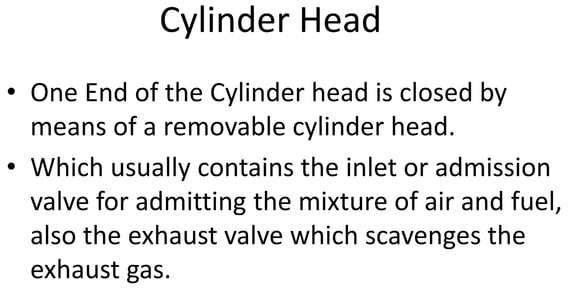 Cylinder Head
• One End of the Cylinder head is closed by
means of a removable cylinder head.
• Which usually contains the inlet or admission
valve for admitting the mixture of air and fuel,
also the exhaust valve which scavenges the
exhaust gas.